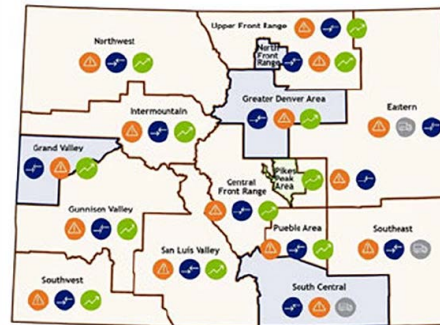 Upper Front Range
Northwest
North
Front
Range
Intermountain
Greater Denver Area
Eastern
Grand Valley
Pikes
Peak
Area
Central
Front Range
Gunnison Valley
Pueblo Area
Southeast
San Luis Valley
Southwest
South Central